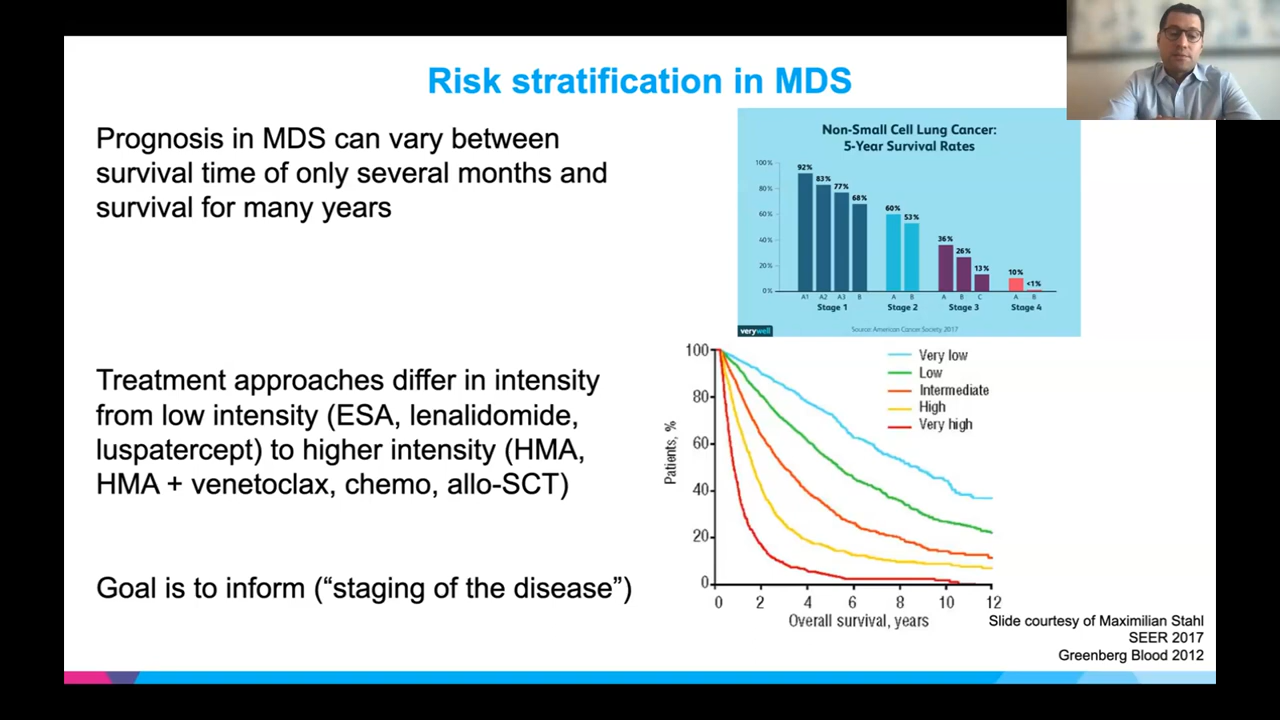 Risk stratification in MDS
Prognosis in MDS can vary between
survival time of only several months and
survival for many years
Treatment approaches differ in intensity
from low intensity (ESA, lenalidomide,
luspatercept) to higher intensity (HMA,
HMA + venetoclax, chemo, allo-SCT)
Goal is to inform (“staging of the disease”)
Non-Small Cell Lung Cancer:
5-Year Survival Rates
100%
80%
60%
40%
20%
0%
92%
83%
77%
68%
60%
53%
36%
26%
13%
10%
<1%
A1 A2 A3 B A B A B C A B
Stage 1 Stage 2 Stage 3 Stage 4
verywell
Source: American Cancer Society 2017
Patients, %
100
80
60
40
20
0
Very low
Low
Intermediate
High
Very high
0 2 4 6 8 10 12
Overall survival, years
Slide courtesy of Maximilian Stahl
SEER 2017
Greenberg Blood 2012